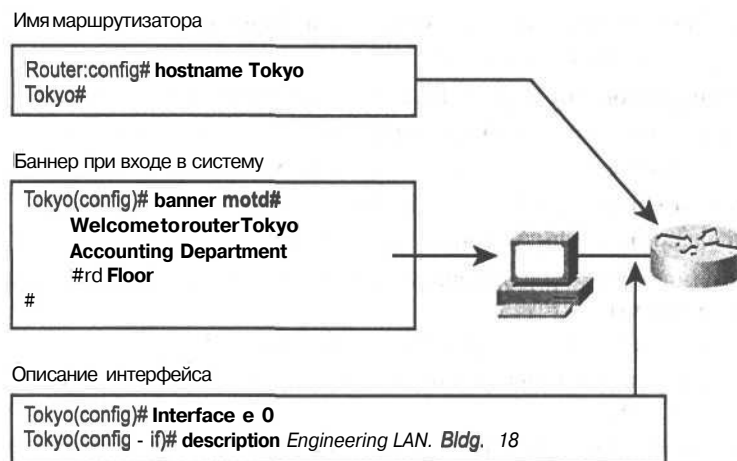 Имя маршрутизатора
Router:config# hostname Tokyo
Tokyo#
Баннер при входе в систему
Tokyo(config)# banner motd#
WelcometorouterTokyo
Accounting Department
#rd Floor
#
Описание интерфейса
Tokyo(config)# Interface e 0
Tokyo(config - if)# description Engineering LAN. Bldg. 18